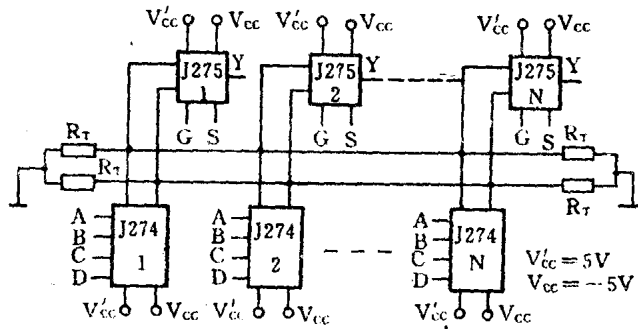 V'cc Vcc V'cc Vcc V'cc Vcc
J275 Y J275 Y J275 Y
1 2 N
G S G S G S
RT RT
RT RT
A J274 A J274 A J274
B B B
C 1 C 2 C N
D D D
V'cc=5V
Vcc=-5V
V'cc Vcc V'cc Vcc V'cc Vcc